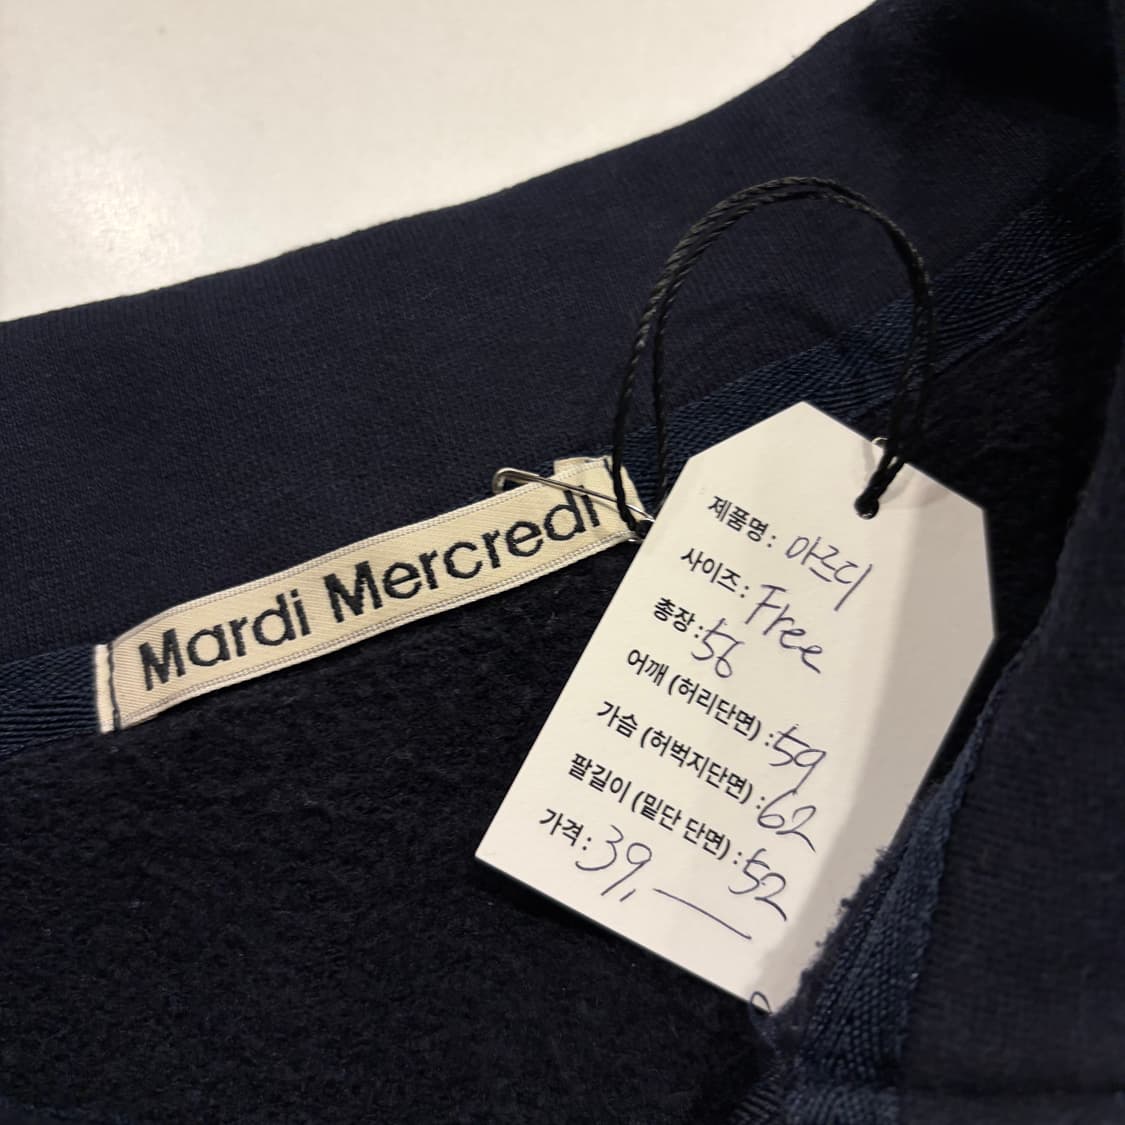 Mardi Mercredi
제품명 : 마르디
사이즈 : Free
총장 : 56
어깨 (허리단면) : 59
가슴 (허벅지단면) : 62
팔길이 (밑단 단면) : 52
가격 : 39,—